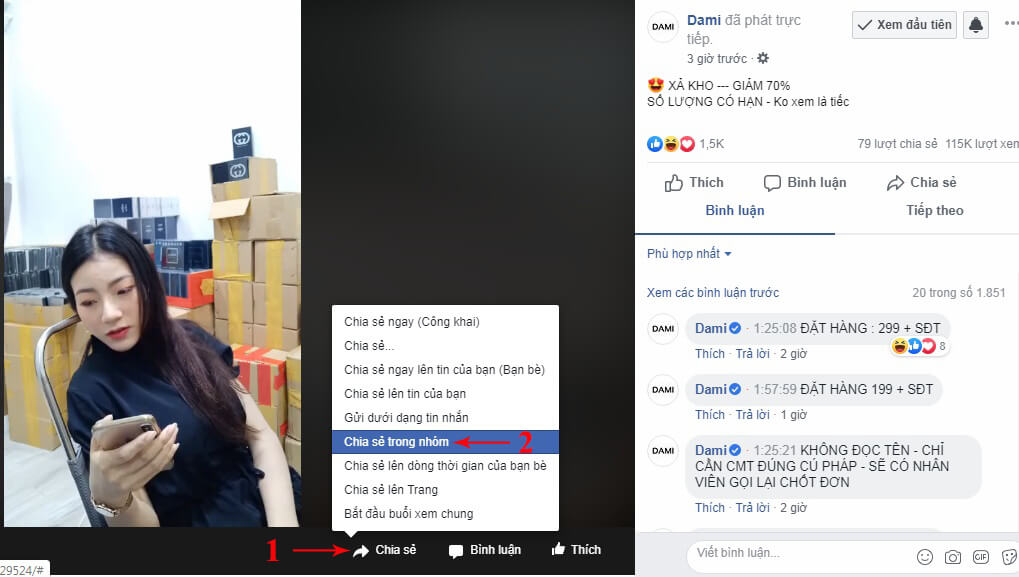 Chia sẻ ngay (Công khai)
Chia sẻ...
Chia sẻ ngay lên tin của bạn (Bạn bè)
Chia sẻ lên tin của bạn
Gửi dưới dạng tin nhắn
Chia sẻ trong nhóm
2
Chia sẻ lên dòng thời gian của bạn bè
Chia sẻ lên Trang
Bắt đầu buổi xem chung
1
Chia sẻ
Bình luận
Thích
29524/#
DAMI
Dami đã phát trực
tiếp.
3 giờ trước ·
Xem đầu tiên
XẢ KHO --- GIẢM 70%
SỐ LƯỢNG CÓ HẠN - Ko xem là tiếc
1,5K
79 lượt chia sẻ 115K lượt xem
Thích Bình luận Chia sẻ
Bình luận Tiếp theo
Phù hợp nhất
Xem các bình luận trước 20 trong số 1.851
DAMI
Dami · 1:25:08 ĐẶT HÀNG : 299 + SĐT
8
Thích · Trả lời · 2 giờ
DAMI
Dami · 1:57:59 ĐẶT HÀNG 199 + SĐT
Thích · Trả lời · 1 giờ
DAMI
Dami · 1:25:21 KHÔNG ĐỌC TÊN - CHỈ
CẦN CMT ĐÚNG CÚ PHÁP - SẼ CÓ NHÂN
VIÊN GỌI LẠI CHỐT ĐƠN
Thích · Trả lời · 2 giờ
Viết bình luận...
GIF